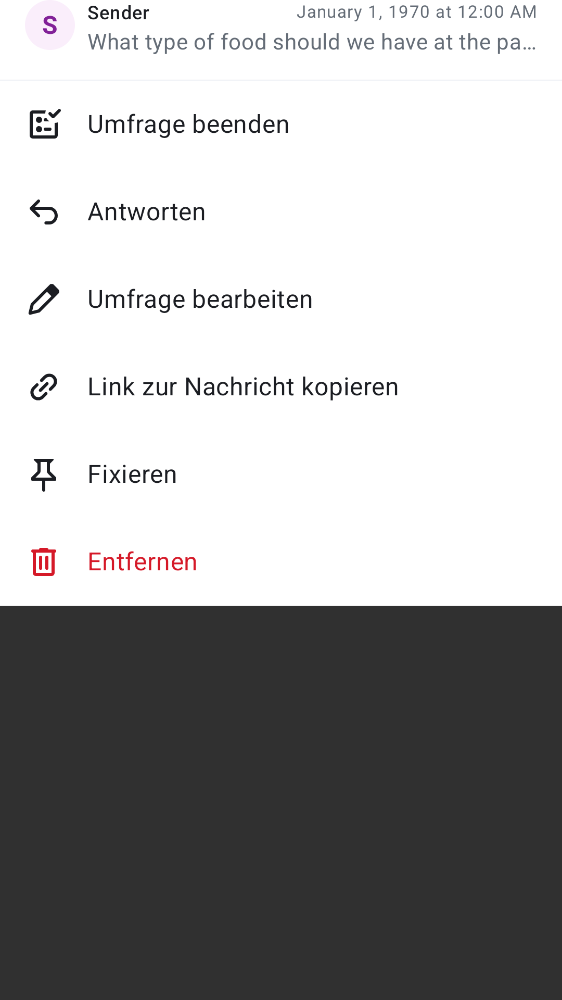 S
Sender
January 1, 1970 at 12:00 AM
What type of food should we have at the pa…
Umfrage beenden
Antworten
Umfrage bearbeiten
Link zur Nachricht kopieren
Fixieren
Entfernen